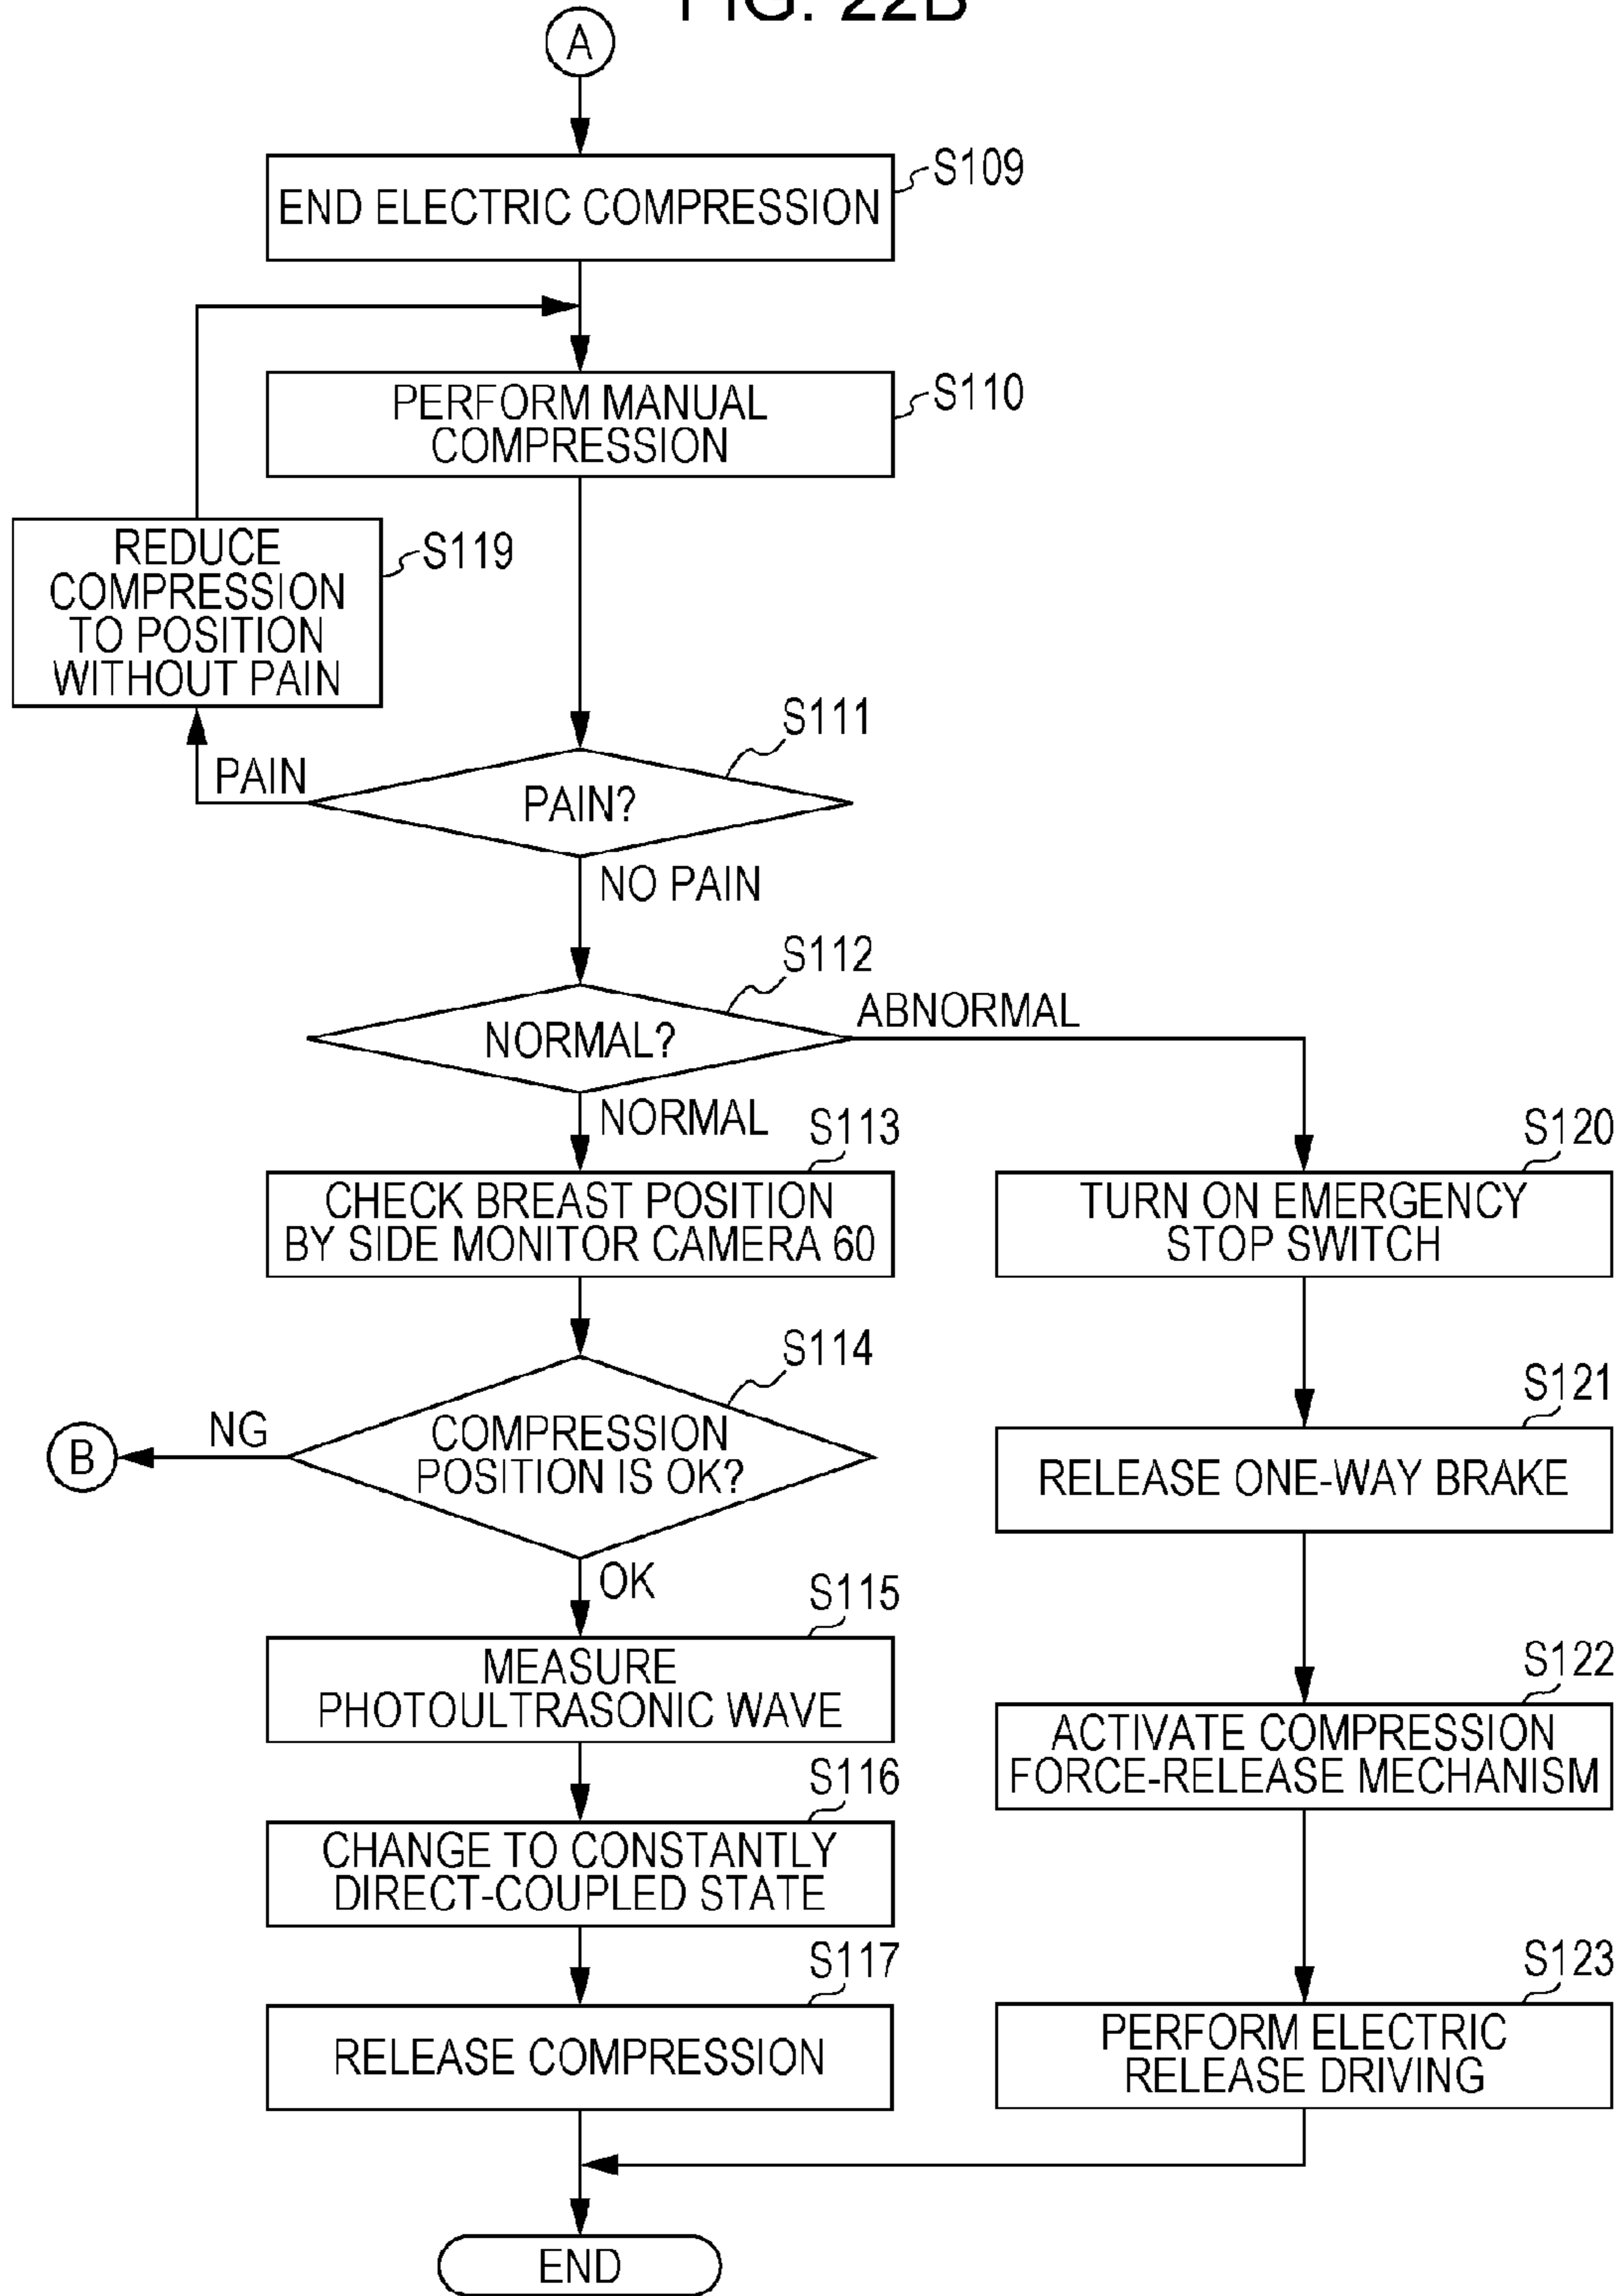 FIG. 22B
A
END ELECTRIC COMPRESSION
S109
PERFORM MANUAL
COMPRESSION
S110
REDUCE
COMPRESSION
TO POSITION
WITHOUT PAIN
S119
S111
PAIN
PAIN?
NO PAIN
S112
NORMAL?
ABNORMAL
NORMAL
S113
CHECK BREAST POSITION
BY SIDE MONITOR CAMERA 60
S120
TURN ON EMERGENCY
STOP SWITCH
S114
COMPRESSION
POSITION IS OK?
NG
B
OK
S121
RELEASE ONE-WAY BRAKE
S115
MEASURE
PHOTOULTRASONIC WAVE
S122
ACTIVATE COMPRESSION
FORCE-RELEASE MECHANISM
S116
CHANGE TO CONSTANTLY
DIRECT-COUPLED STATE
S117
RELEASE COMPRESSION
S123
PERFORM ELECTRIC
RELEASE DRIVING
END